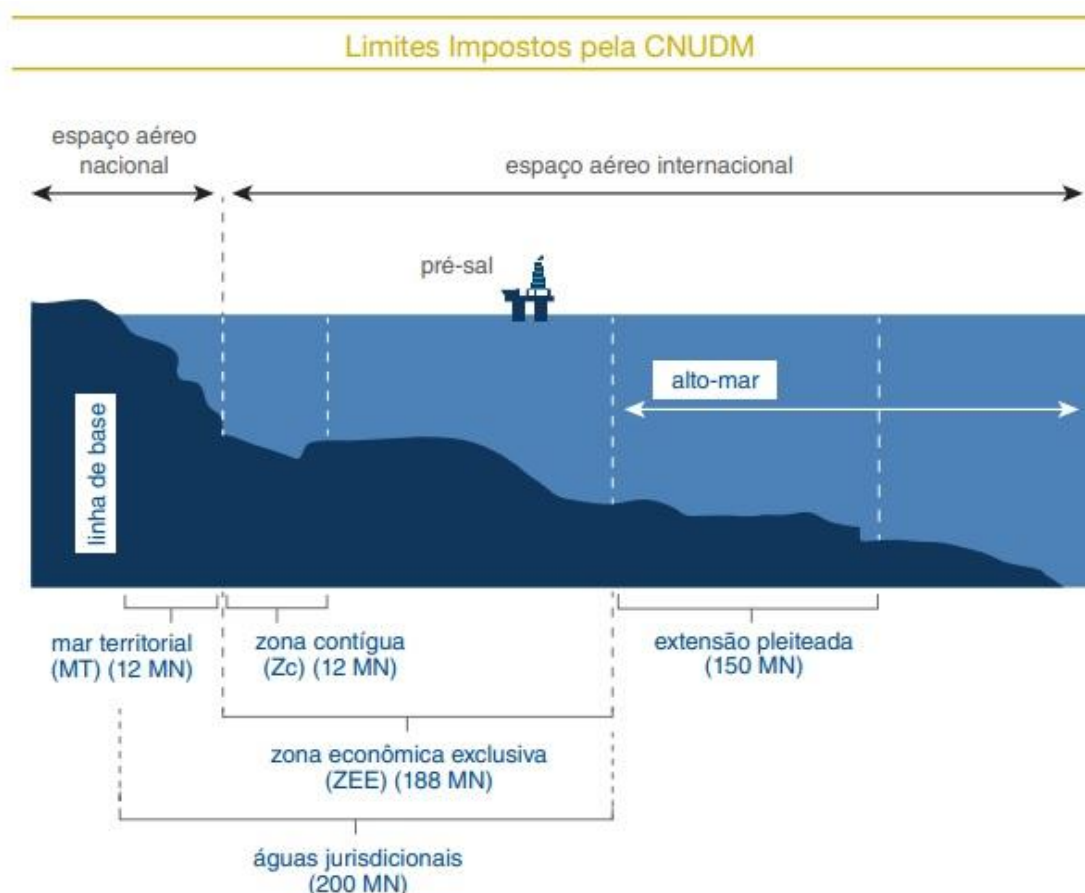 Limites Impostos pela CNUDM
espaço aéreo
nacional
espaço aéreo internacional
pré-sal
alto-mar
linha de base
mar territorial
(MT) (12 MN)
zona contígua
(Zc) (12 MN)
extensão pleiteada
(150 MN)
zona econômica exclusiva
(ZEE) (188 MN)
águas jurisdicionais
(200 MN)